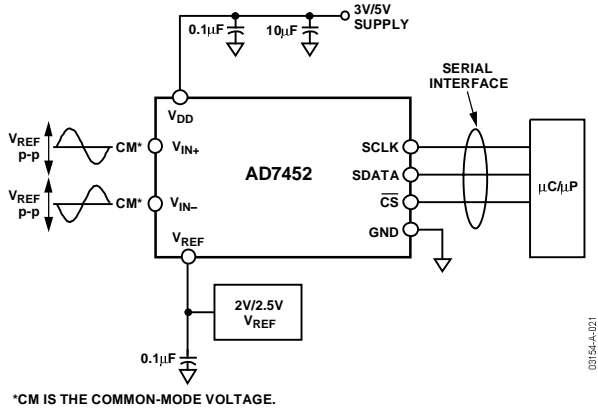 3V/5V
SUPPLY
0.1μF
10μF
SERIAL
INTERFACE
VDD
VREF
p-p
CM*
VIN+
AD7452
SCLK
SDATA
μC/μP
VREF
p-p
CM*
VIN–
CS
VREF
GND
2V/2.5V
VREF
0.1μF
03154-A-021
*CM IS THE COMMON-MODE VOLTAGE.